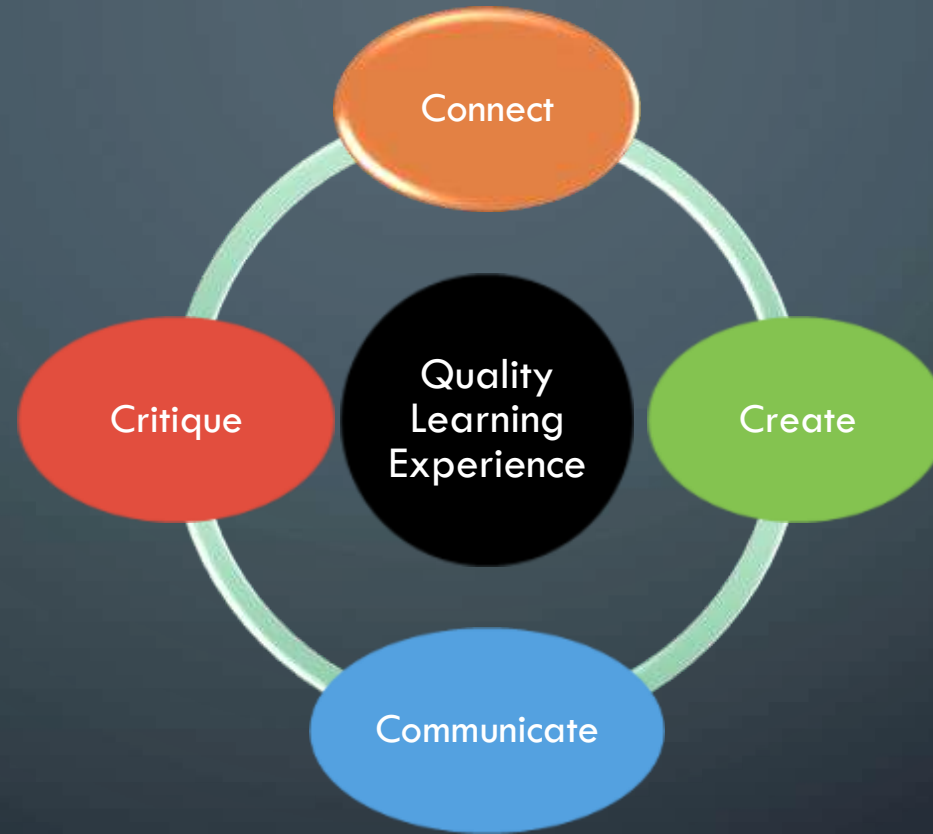 Connect
Critique
Quality
Learning
Experience
Create
Communicate